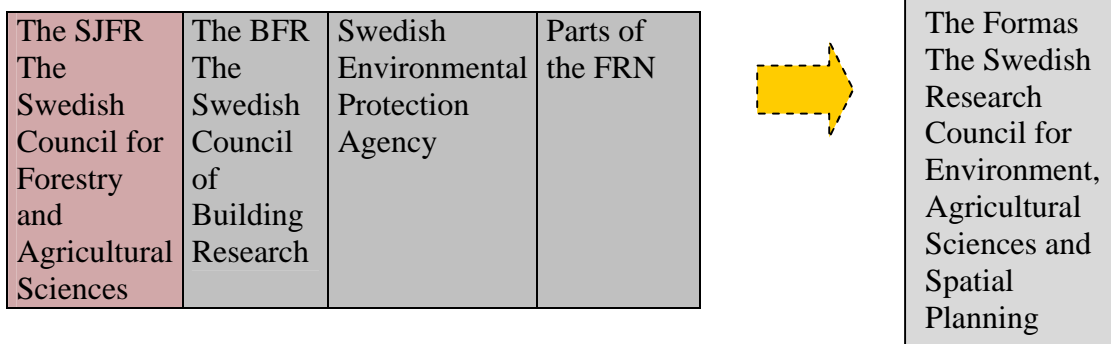 The SJFR
The
Swedish
Council for
Forestry
and
Agricultural
Sciences
The BFR
The
Swedish
Council
of
Building
Research
Swedish
Environmental
Protection
Agency
Parts of
the FRN
The Formas
The Swedish
Research
Council for
Environment,
Agricultural
Sciences and
Spatial
Planning